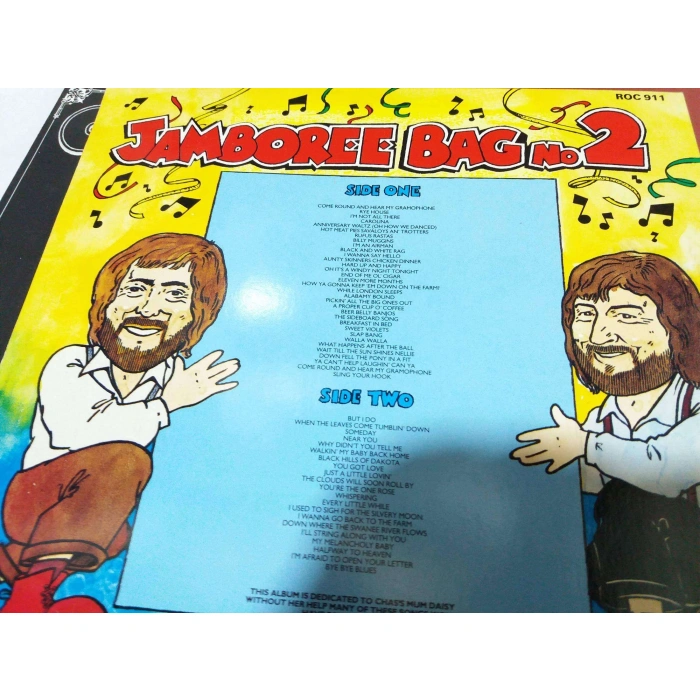 ROC 911
JAMBOREE BAG NO 2
SIDE ONE
COME ROUND AND HEAR MY GRAMOPHONE
RYE HOUSE
I'M NOT ALL THERE
CAROLINA
ANNIVERSARY WALTZ (OH HOW WE DANCED)
HOT MEAT PIES SAVALOYS AN' TROTTERS
RUFUS RASTAS
BILLY MUGGINS
I'M AN AIRMAN
BLACK AND WHITE RAG
I WANNA SAY HELLO
AUNTY SKINNERS CHICKEN DINNER
HARD UP AND HAPPY
OH IT'S A WINDY NIGHT TONIGHT
END OF ME OL' CIGAR
ELEVEN MORE MONTHS
HOW YA GONNA KEEP 'EM DOWN ON THE FARM?
WHILE LONDON SLEEPS
ALABAMY BOUND
PICKIN' ALL THE BIG ONES OUT
A PROPER CUP O' COFFEE
BEER BELLY BANJOS
THE SIDEBOARD SONG
BREAKFAST IN BED
SWEET VIOLETS
SLAP BANG
WALLA WALLA
WHAT HAPPENS AFTER THE BALL
WAIT TILL THE SUN SHINES NELLIE
DOWN FELL THE PONY IN A FIT
YA CAN'T HELP LAUGHIN' CAN YA
COME ROUND AND HEAR MY GRAMOPHONE
SLING YOUR HOOK
SIDE TWO
BUT I DO
WHEN THE LEAVES COME TUMBLIN' DOWN
SOMEDAY
NEAR YOU
WHY DIDN'T YOU TELL ME
WALKIN' MY BABY BACK HOME
BLACK HILLS OF DAKOTA
YOU GOT LOVE
JUST A LITTLE LOVIN'
THE CLOUDS WILL SOON ROLL BY
YOU'RE THE ONE ROSE
WHISPERING
EVERY LITTLE WHILE
I USED TO SIGH FOR THE SILVERY MOON
I WANNA GO BACK TO THE FARM
DOWN WHERE THE SWANEE RIVER FLOWS
I'LL STRING ALONG WITH YOU
MY MELANCHOLY BABY
HALFWAY TO HEAVEN
I'M AFRAID TO OPEN YOUR LETTER
BYE BYE BLUES
THIS ALBUM IS DEDICATED TO CHAS'S MUM DAISY
WITHOUT HER HELP MANY OF THESE SONGS